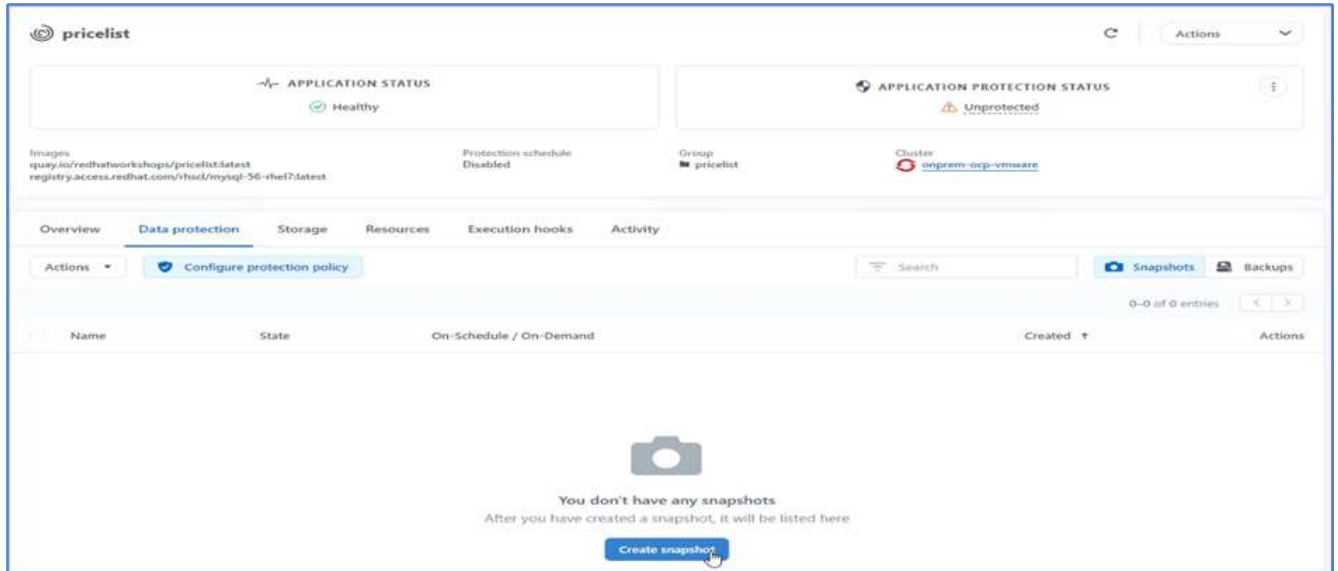 pricelist
Actions
APPLICATION STATUS
Healthy
APPLICATION PROTECTION STATUS
Unprotected
Images
quay.io/redhatworkshops/pricelist:latest
registry.access.redhat.com/rhscl/mysql-56-rhel7:latest
Protection schedule
Disabled
Group
pricelist
Cluster
onprem-ocp-vmware
Overview Data protection Storage Resources Execution hooks Activity
Actions Configure protection policy Search Snapshots Backups
0-0 of 0 entries
Name State On-Schedule / On-Demand Created Actions
You don't have any snapshots
After you have created a snapshot, it will be listed here
Create snapshot